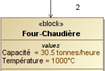 2
«block»
Four-Chaudière
values
Capacité = 30.5 tonnes/heure
Température = 1000°C